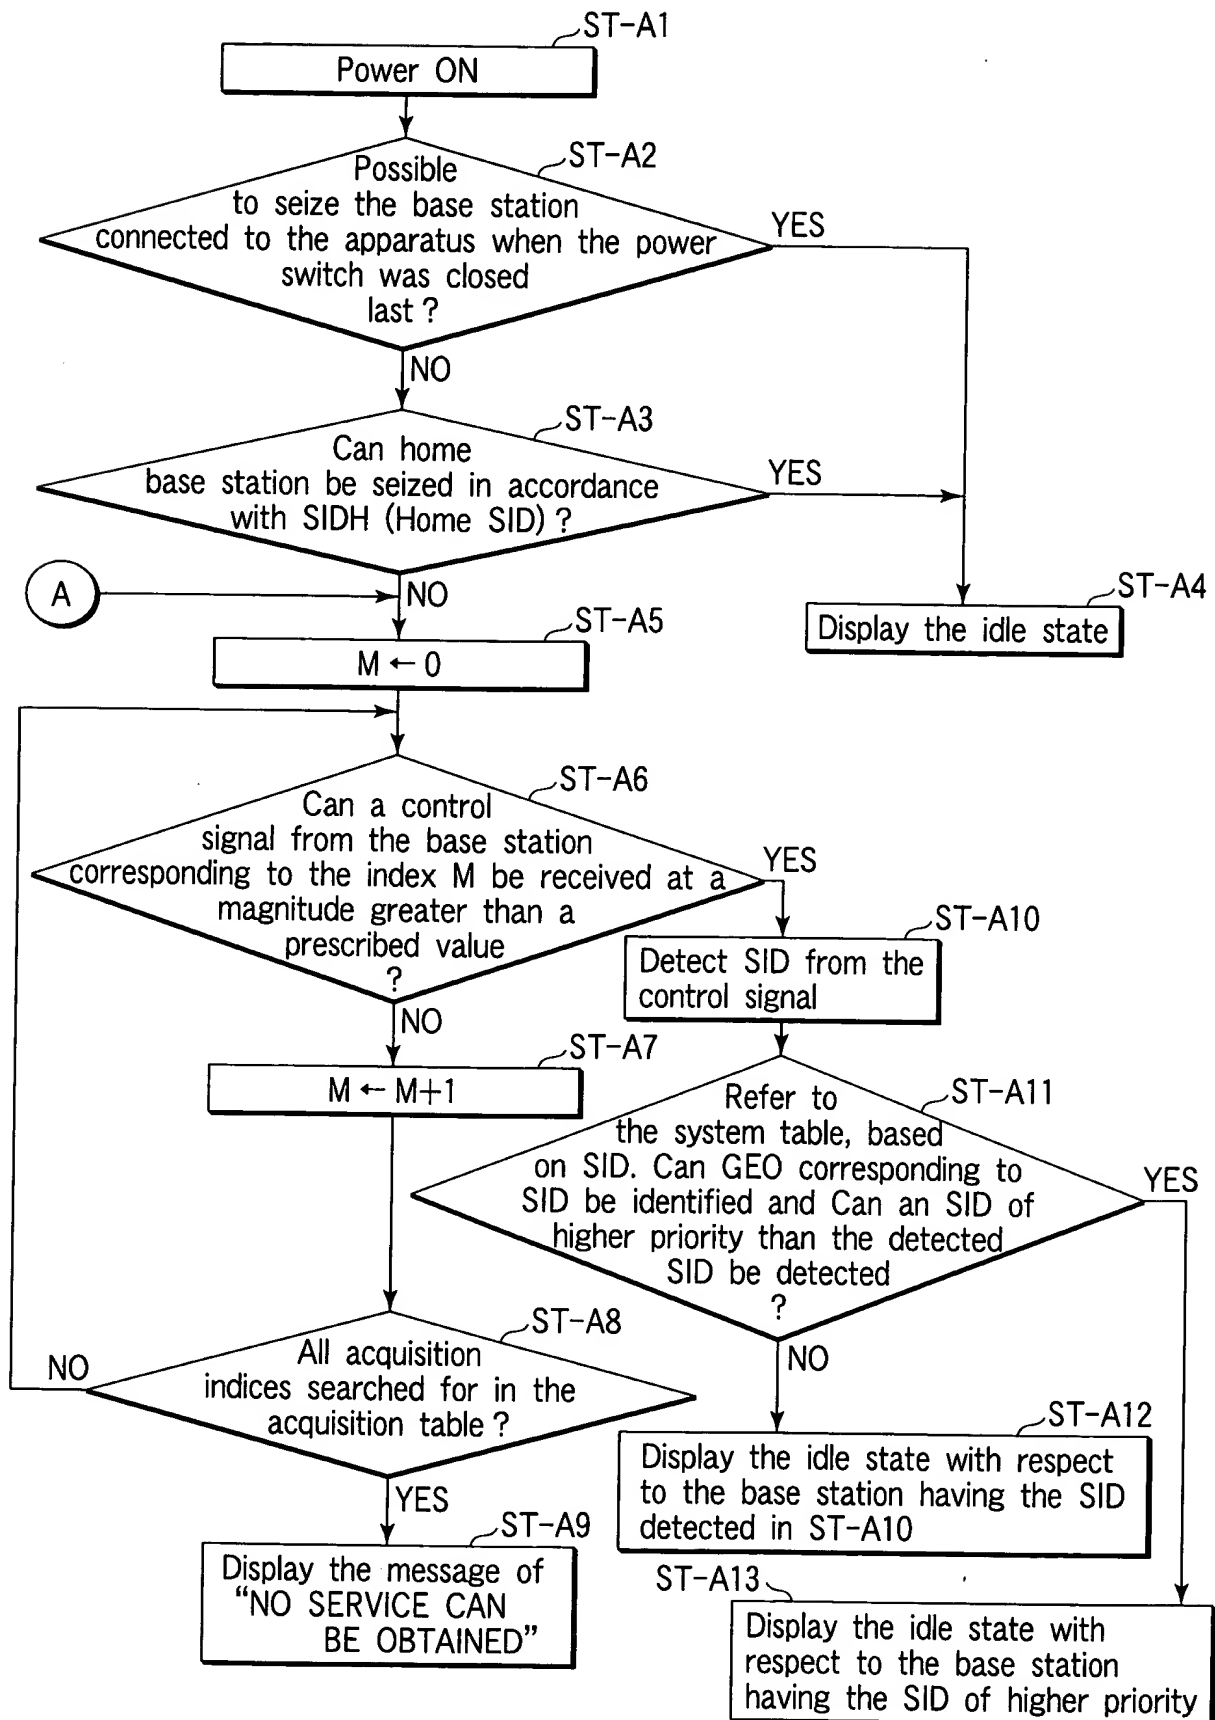 ST-A1
Power ON
ST-A2
Possible
to seize the base station
connected to the apparatus when the power
switch was closed
last ?
YES
NO
ST-A3
Can home
base station be seized in accordance
with SIDH (Home SID) ?
YES
NO
A
ST-A4
Display the idle state
ST-A5
M ← 0
ST-A6
Can a control
signal from the base station
corresponding to the index M be received at a
magnitude greater than a
prescribed value
?
YES
NO
ST-A10
Detect SID from the
control signal
ST-A7
M ← M+1
ST-A11
Refer to
the system table, based
on SID. Can GEO corresponding to
SID be identified and Can an SID of
higher priority than the detected
SID be detected
?
YES
NO
ST-A8
All acquisition
indices searched for in the
acquisition table ?
NO
YES
ST-A12
Display the idle state with respect
to the base station having the SID
detected in ST-A10
ST-A9
Display the message of
“NO SERVICE CAN
BE OBTAINED”
ST-A13
Display the idle state with
respect to the base station
having the SID of higher priority